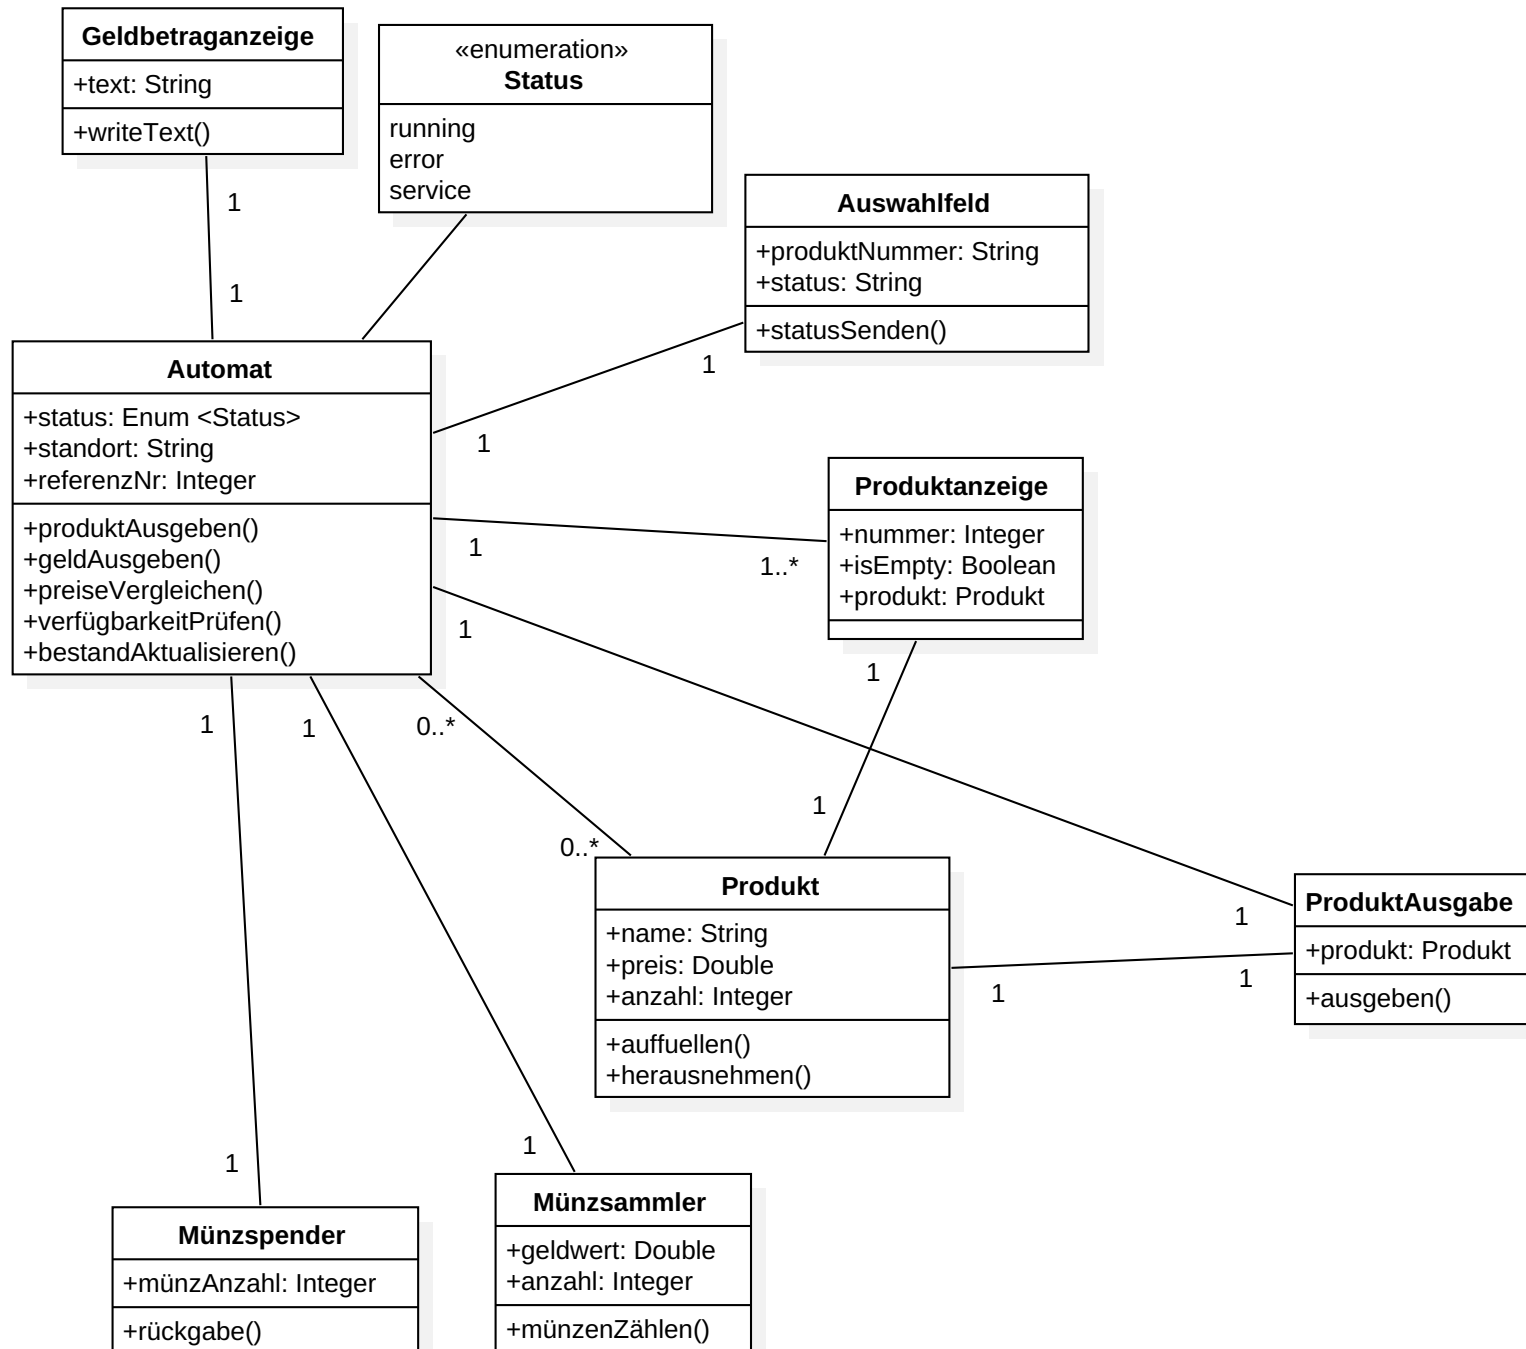 Geldbetraganzeige
+text: String
+writeText()
«enumeration»
Status
running
error
service
Auswahlfeld
+produktNummer: String
+status: String
+statusSenden()
1
1
1
1
Automat
+status: Enum <Status>
+standort: String
+referenzNr: Integer
+produktAusgeben()
+geldAusgeben()
+preiseVergleichen()
+verfügbarkeitPrüfen()
+bestandAktualisieren()
Produktanzeige
+nummer: Integer
+isEmpty: Boolean
+produkt: Produkt
1
1..*
1
1
1
1
0..*
0..*
1
Produkt
+name: String
+preis: Double
+anzahl: Integer
+auffuellen()
+herausnehmen()
1
1
1
ProduktAusgabe
+produkt: Produkt
+ausgeben()
1
1
Münzspender
+münzAnzahl: Integer
+rückgabe()
Münzsammler
+geldwert: Double
+anzahl: Integer
+münzenZählen()